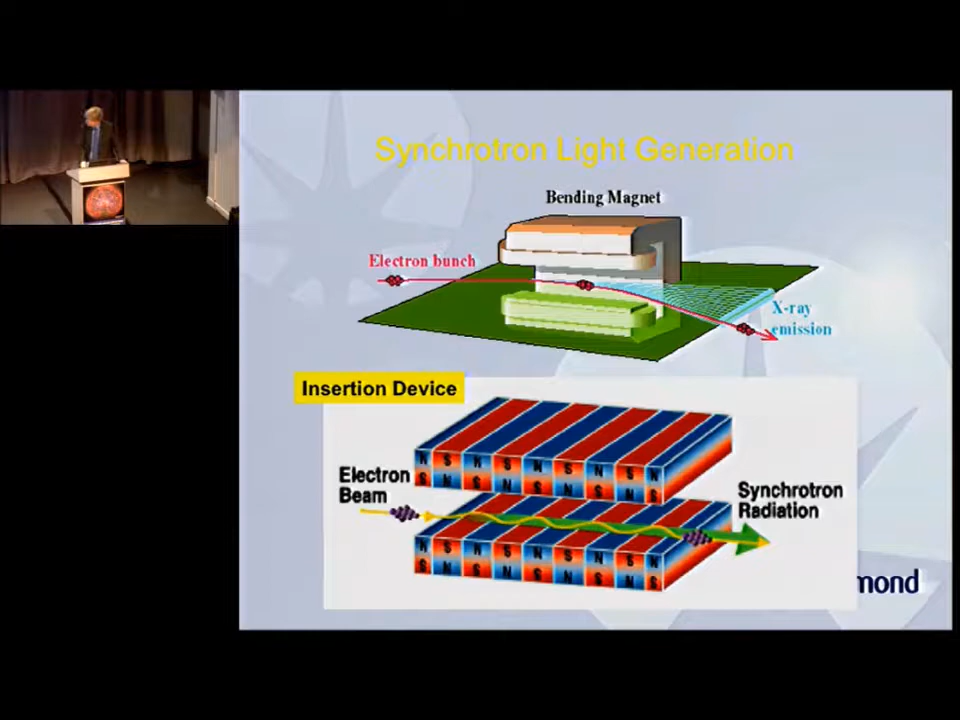 Synchrotron Light Generation
Bending Magnet
Electron bunch
X-ray
emission
Insertion Device
N S N S N S N S N
S N S N S N S N S
Electron
Beam
Synchrotron
Radiation
N S N S N S N S N
S N S N S N S N S
mond